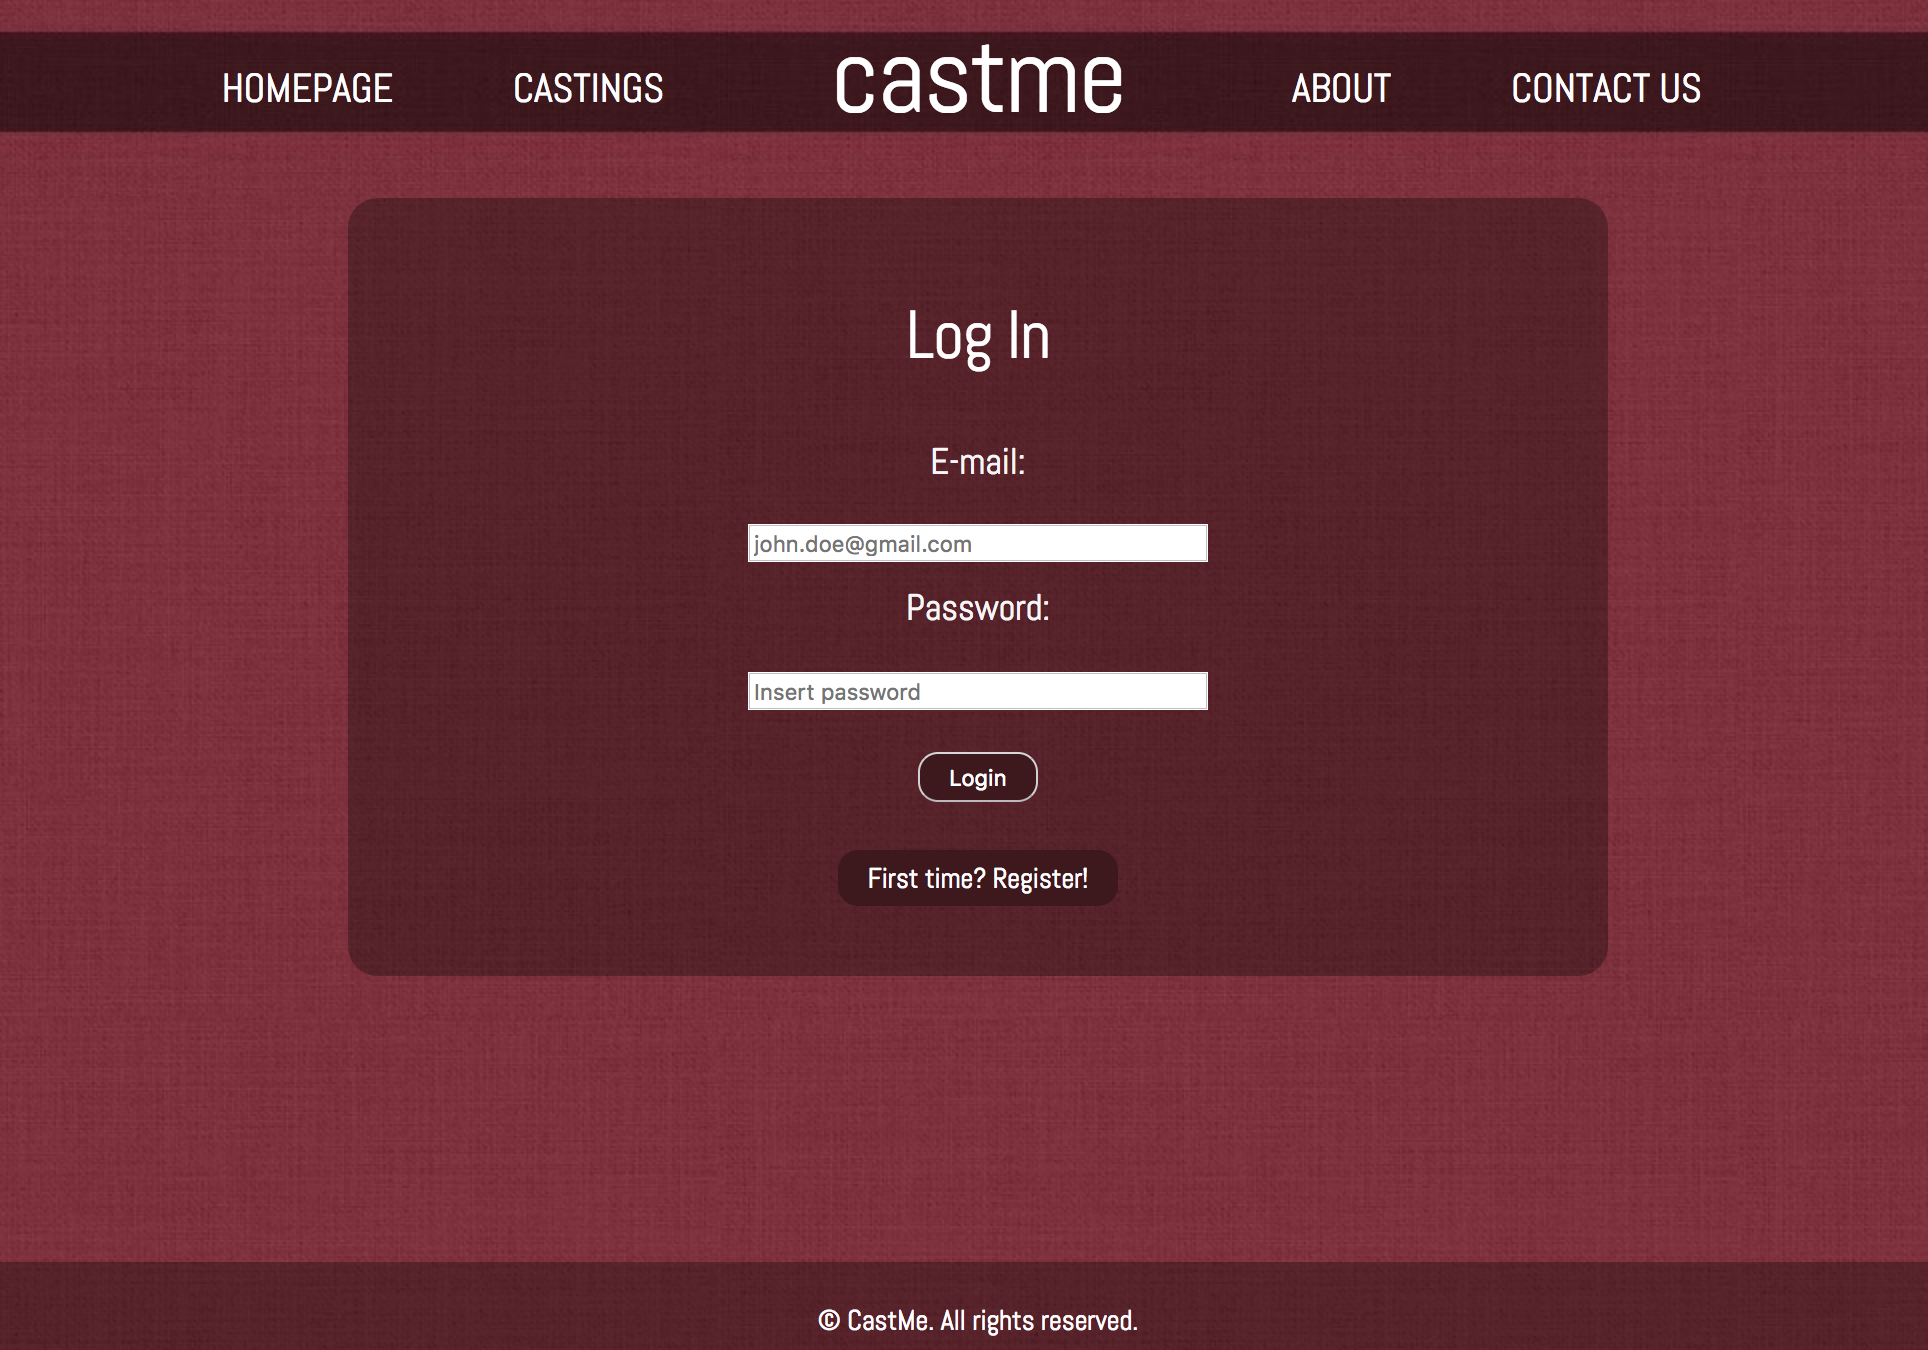 HOMEPAGE CASTINGS castme ABOUT CONTACT US
Log In
E-mail:
john.doe@gmail.com
Password:
Insert password
Login
First time? Register!
© CastMe. All rights reserved.